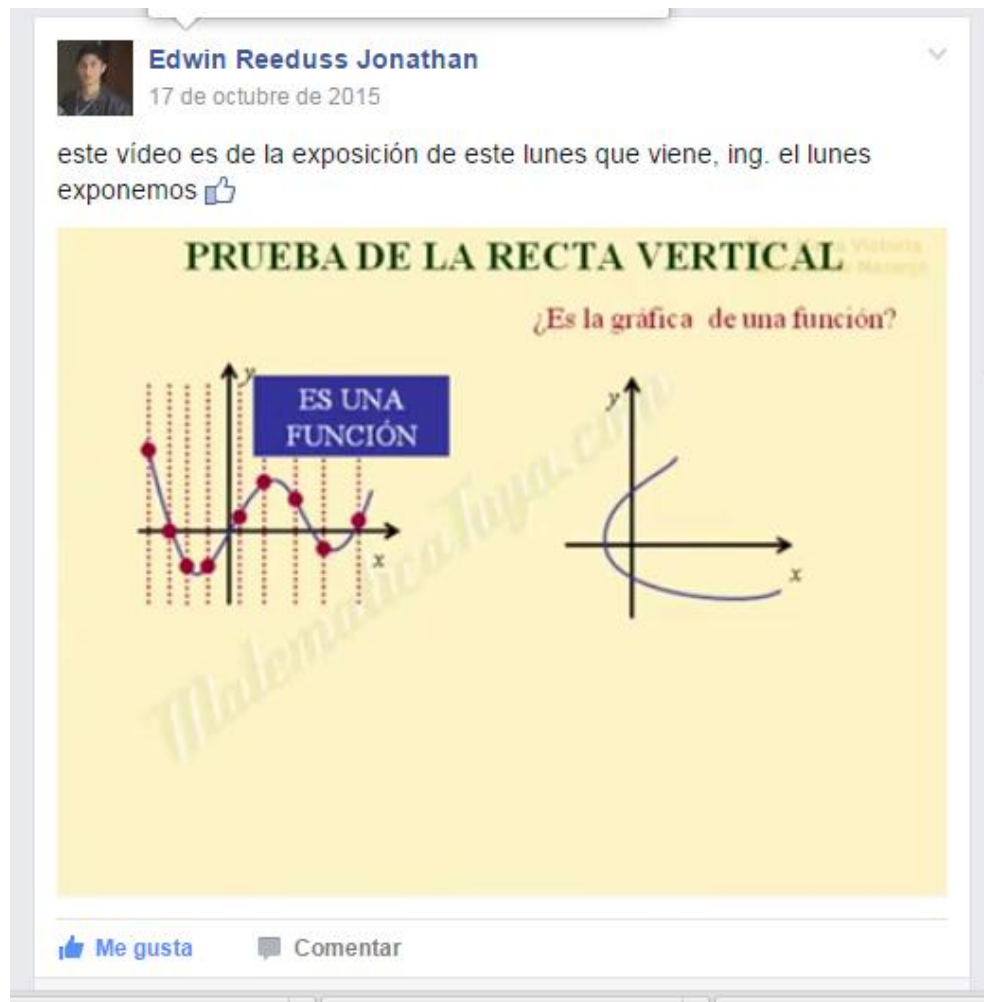 Edwin Reeduss Jonathan
17 de octubre de 2015
este vídeo es de la exposición de este lunes que viene, ing. el lunes
exponemos
PRUEBA DE LA RECTA VERTICAL
¿Es la gráfica de una función?
y
ES UNA
FUNCIÓN
x
y
x
MatematicaTuya.com
Me gusta
Comentar